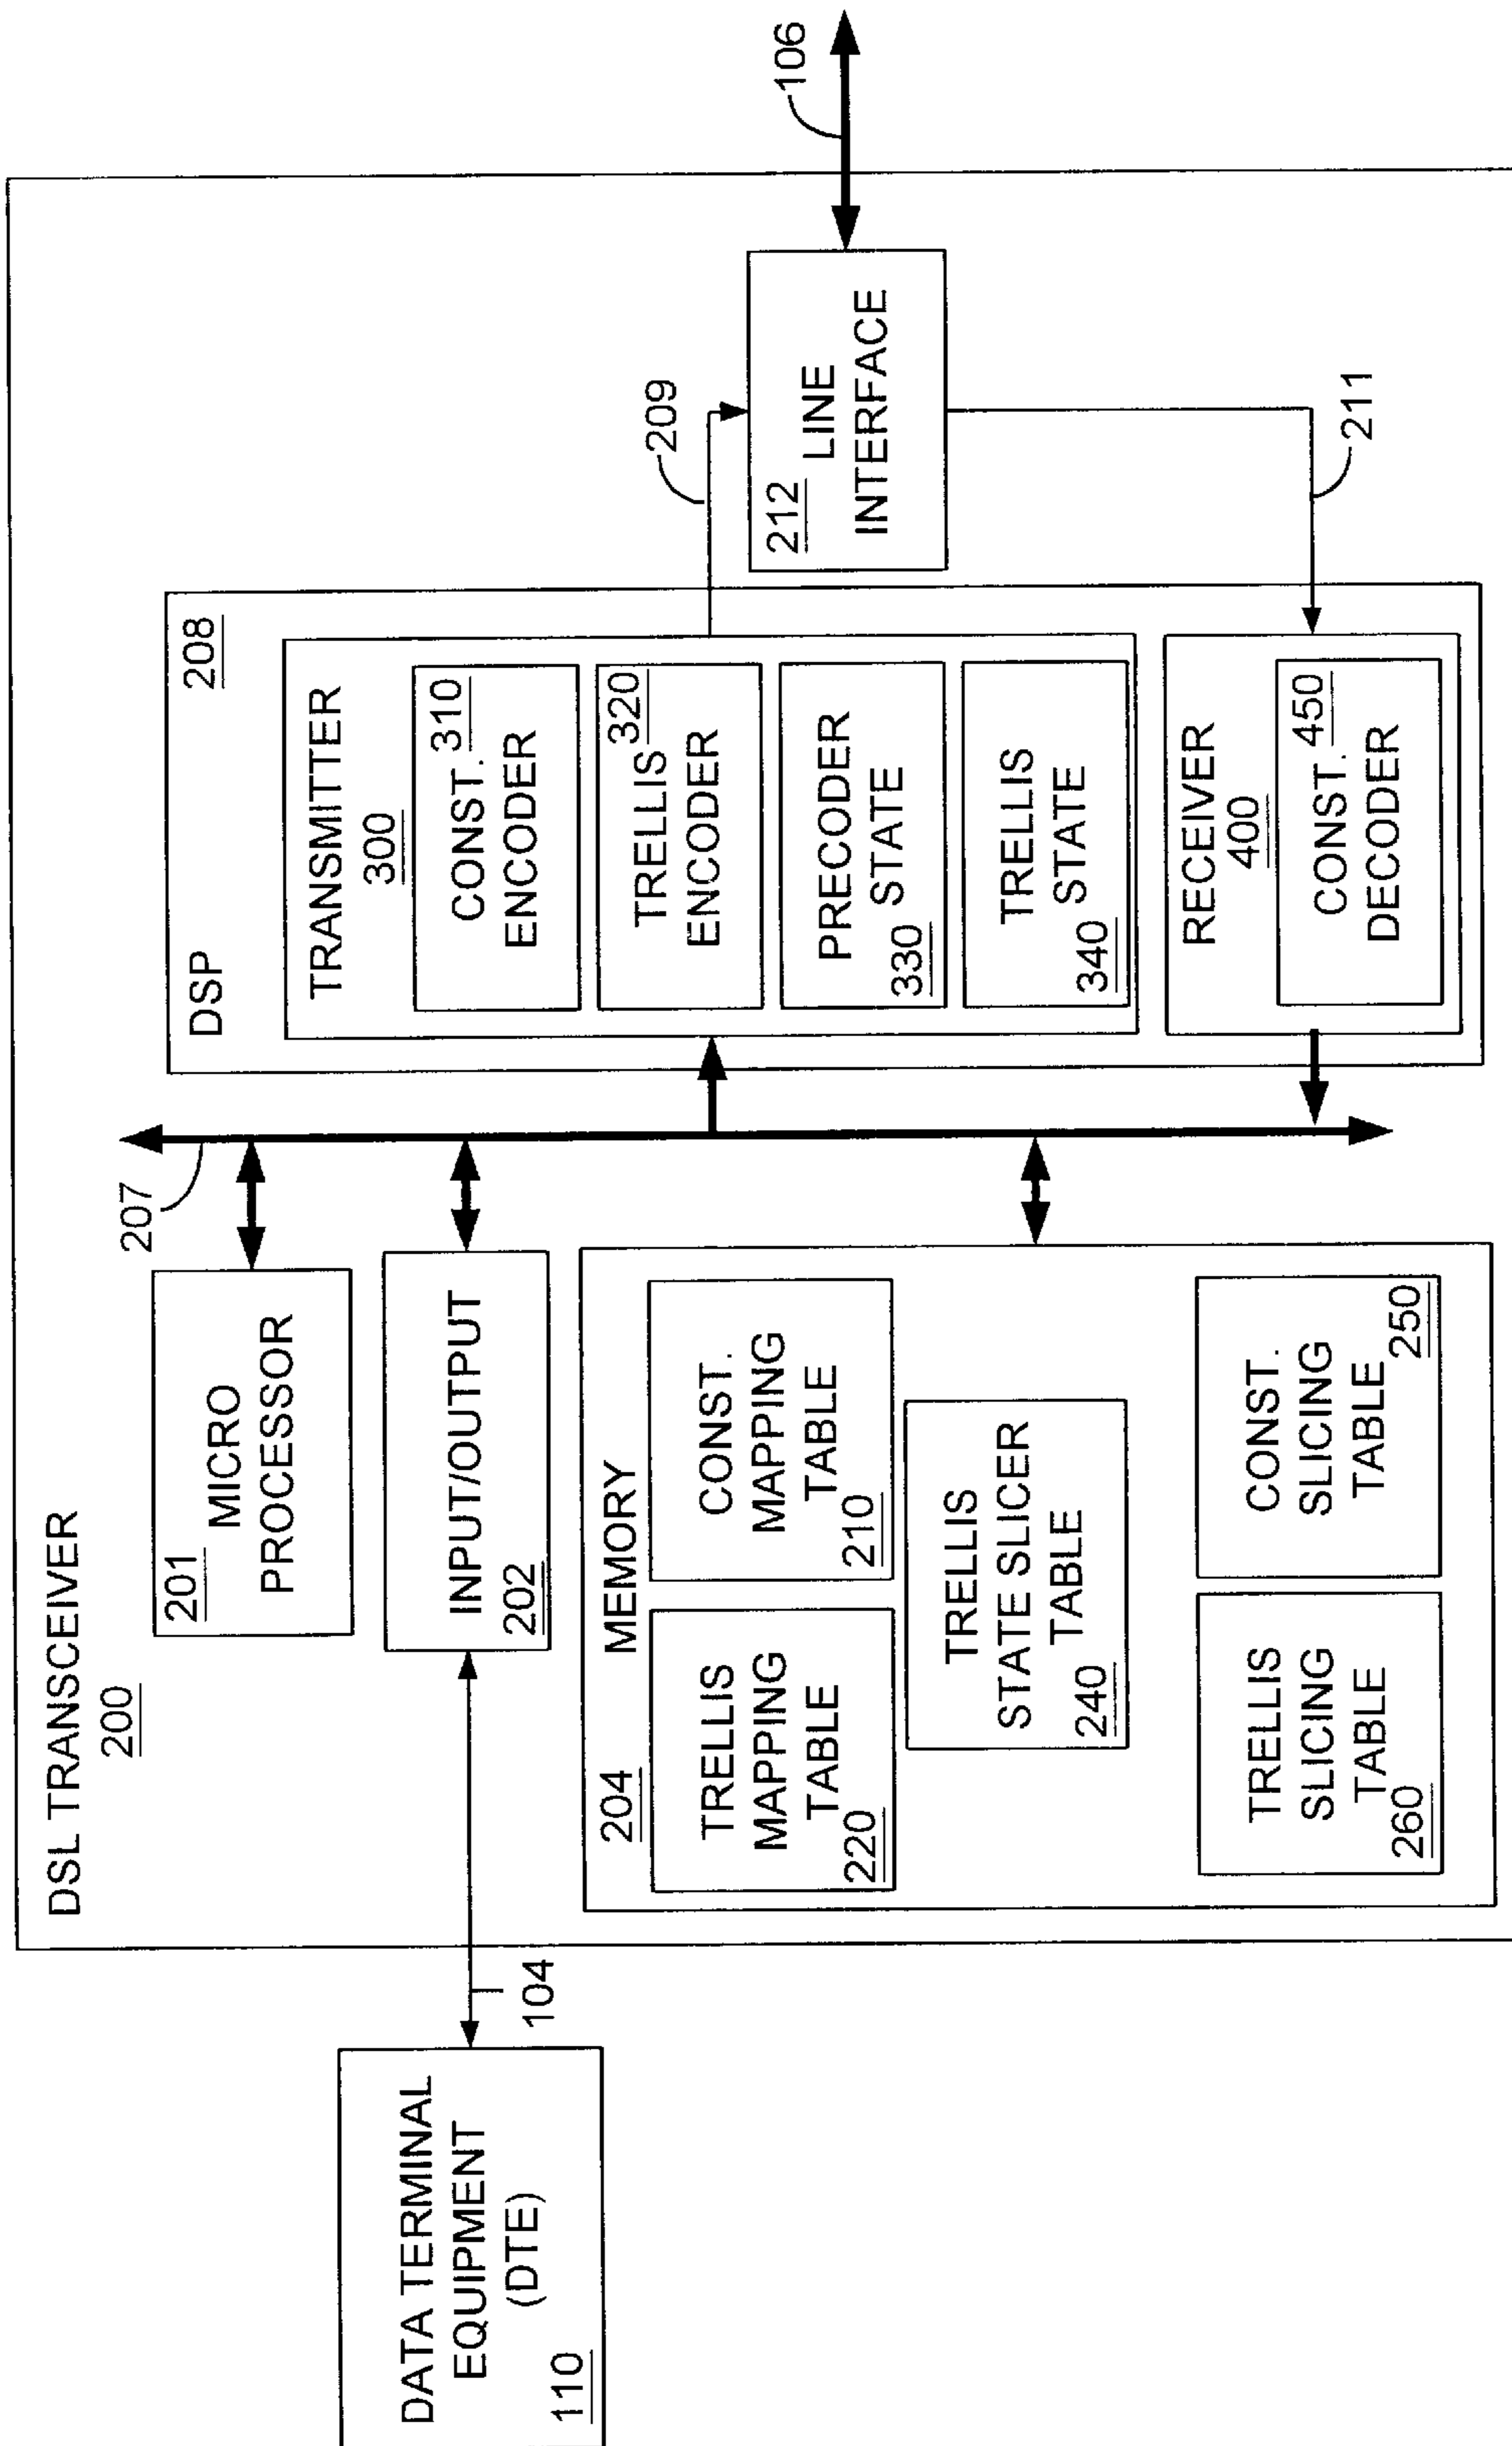 DSL TRANSCEIVER
200
207
201
MICRO
PROCESSOR
INPUT/OUTPUT
202
104
DATA TERMINAL
EQUIPMENT
(DTE)
110
204
MEMORY
TRELLIS
MAPPING
TABLE
220
CONST.
MAPPING
TABLE
210
TRELLIS
STATE SLICER
TABLE
240
TRELLIS
SLICING
TABLE
260
CONST.
SLICING
TABLE
250
DSP
208
TRANSMITTER
300
CONST.
310
ENCODER
TRELLIS
320
ENCODER
PRECODER
STATE
330
TRELLIS
STATE
340
RECEIVER
400
CONST.
450
DECODER
209
212
LINE
INTERFACE
211
106